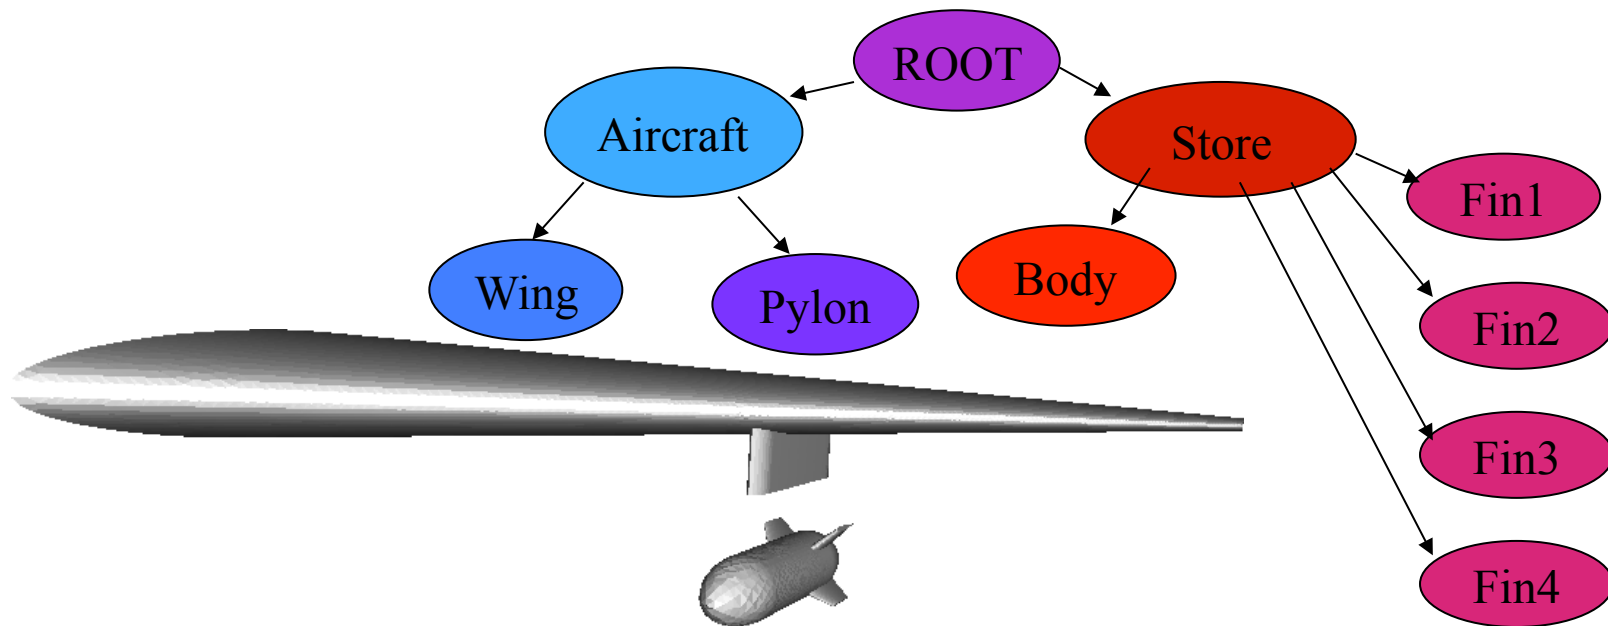 ROOT
Aircraft
Store
Wing
Pylon
Body
Fin1
Fin2
Fin3
Fin4